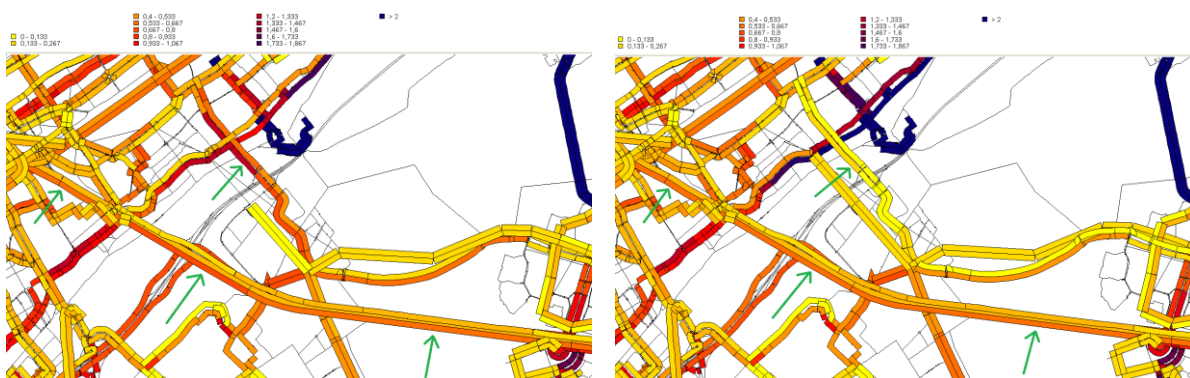 0 - 0,133
0,133 - 0,267
0,4 - 0,533
0,533 - 0,667
0,667 - 0,8
0,8 - 0,933
0,933 - 1,067
1,2 - 1,333
1,333 - 1,467
1,467 - 1,6
1,6 - 1,733
1,733 - 1,867
> 2
0 - 0,133
0,133 - 0,267
0,4 - 0,533
0,533 - 0,667
0,667 - 0,8
0,8 - 0,933
0,933 - 1,067
1,2 - 1,333
1,333 - 1,467
1,467 - 1,6
1,6 - 1,733
1,733 - 1,867
> 2